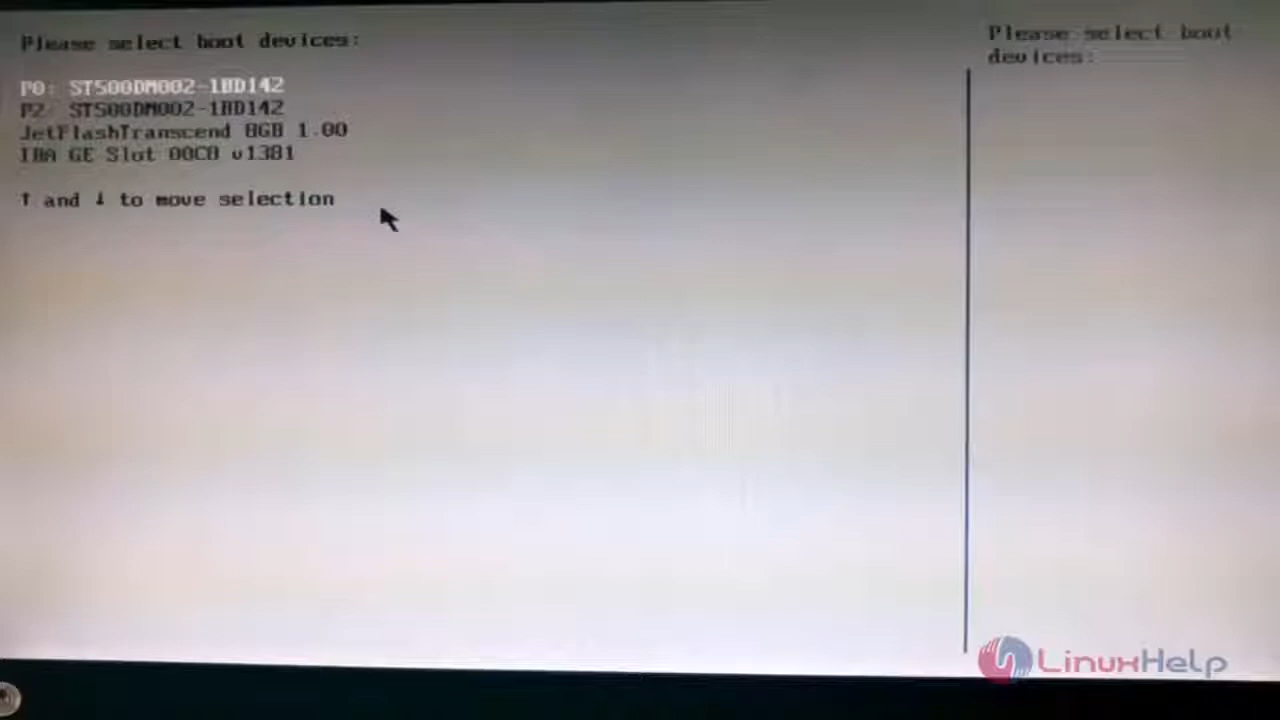 Please select boot devices:
P0: ST500DM002-1BD142
P2: ST500DM002-1BD142
JetFlashTranscend 8GB 1.00
IBA GE Slot 00C8 v1381
↑ and ↓ to move selection
Please select boot
devices:
LinuxHelp